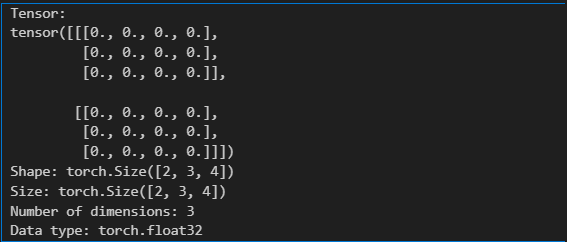 Tensor:
tensor([[[0., 0., 0., 0.],
         [0., 0., 0., 0.],
         [0., 0., 0., 0.]],

        [[0., 0., 0., 0.],
         [0., 0., 0., 0.],
         [0., 0., 0., 0.]]])
Shape: torch.Size([2, 3, 4])
Size: torch.Size([2, 3, 4])
Number of dimensions: 3
Data type: torch.float32